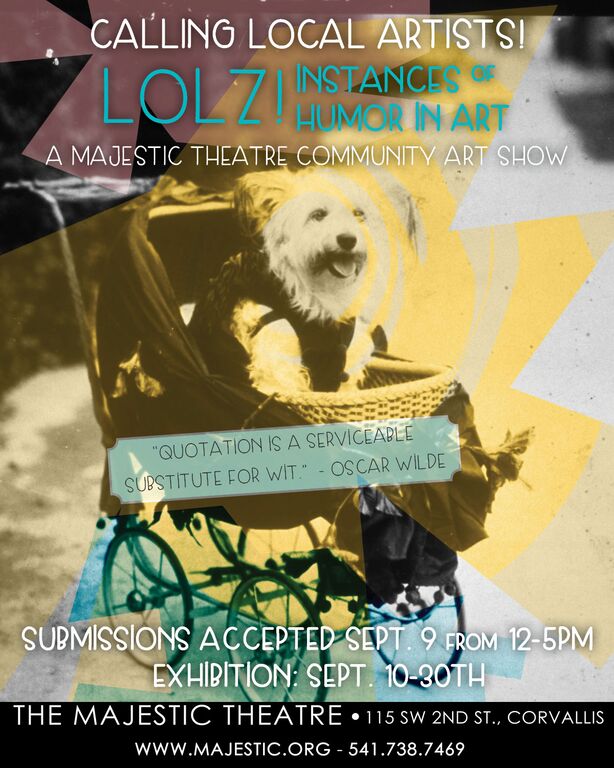 CALLING LOCAL ARTISTS!
LOLZ! INSTANCES OF
HUMOR IN ART
A MAJESTIC THEATRE COMMUNITY ART SHOW
"QUOTATION IS A SERVICEABLE
SUBSTITUTE FOR WIT." - OSCAR WILDE
SUBMISSIONS ACCEPTED SEPT. 9 FROM 12-5PM
EXHIBITION: SEPT. 10-30TH
THE MAJESTIC THEATRE • 115 SW 2ND ST., CORVALLIS
WWW.MAJESTIC.ORG - 541.738.7469